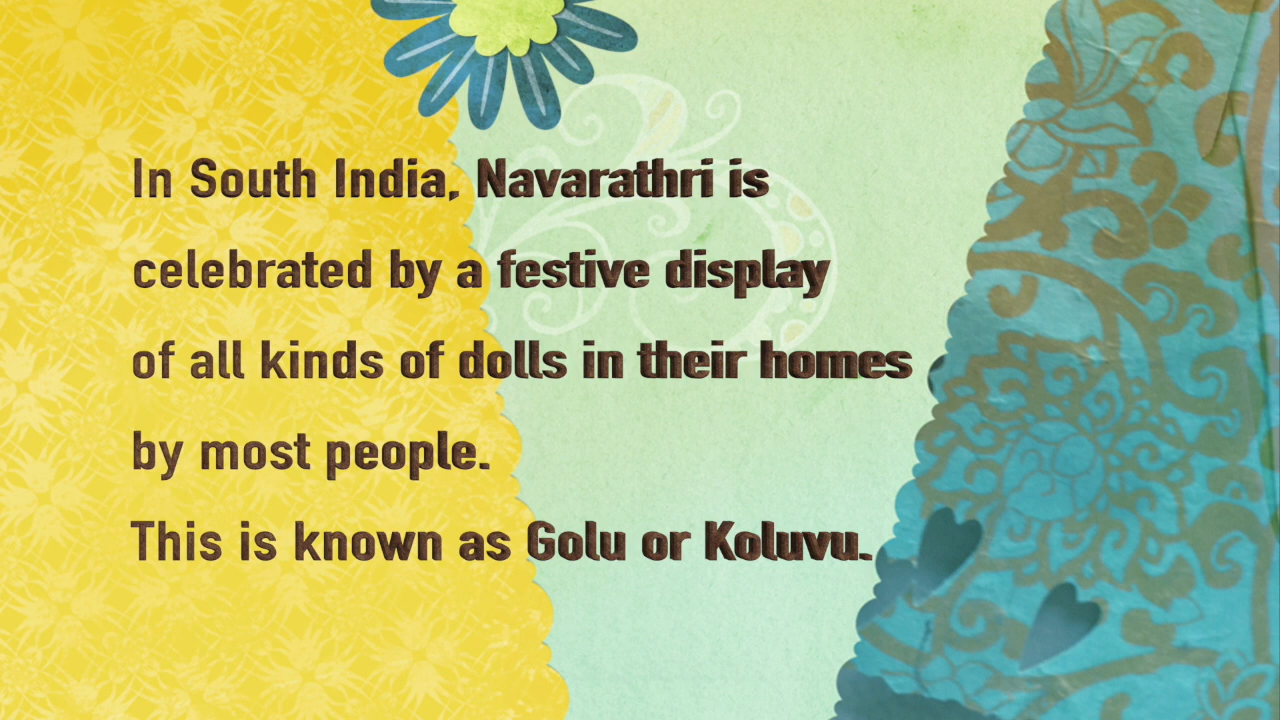 In South India, Navarathri is
celebrated by a festive display
of all kinds of dolls in their homes
by most people.
This is known as Golu or Koluvu.